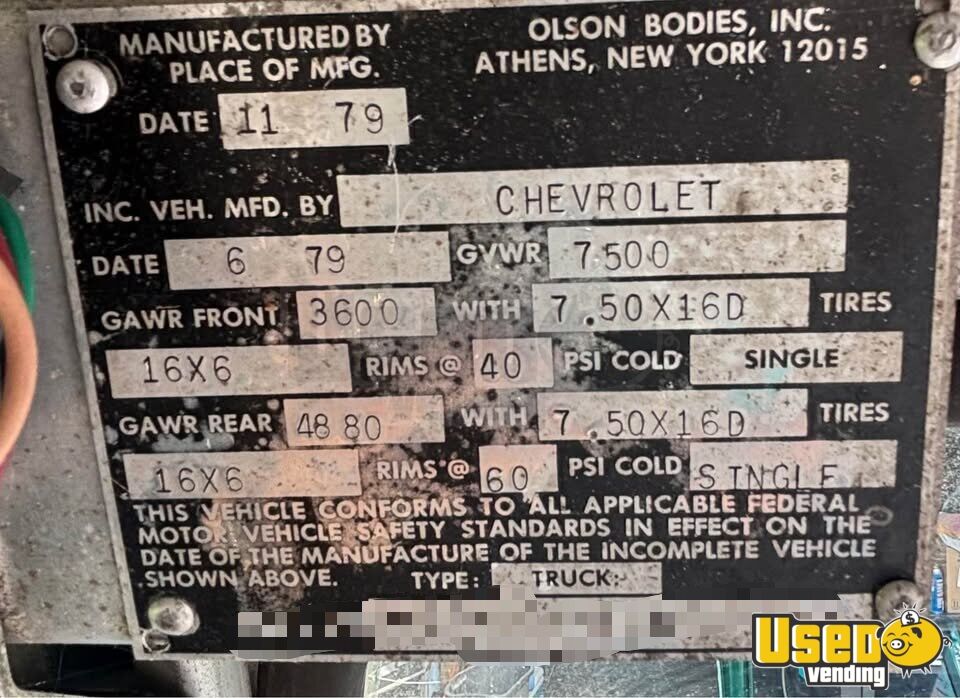 MANUFACTURED BY OLSON BODIES, INC.
PLACE OF MFG. ATHENS, NEW YORK 12015
DATE 11 79
INC. VEH. MFD. BY CHEVROLET
DATE 6 79 GVWR 7500
GAWR FRONT 3600 WITH 7.50X16D TIRES
16X6 RIMS @ 40 PSI COLD SINGLE
GAWR REAR 4880 WITH 7.50X16D TIRES
16X6 RIMS @ 60 PSI COLD SINGLE
THIS VEHICLE CONFORMS TO ALL APPLICABLE FEDERAL
MOTOR VEHICLE SAFETY STANDARDS IN EFFECT ON THE
DATE OF THE MANUFACTURE OF THE INCOMPLETE VEHICLE
SHOWN ABOVE. TYPE: TRUCK
Used
vending